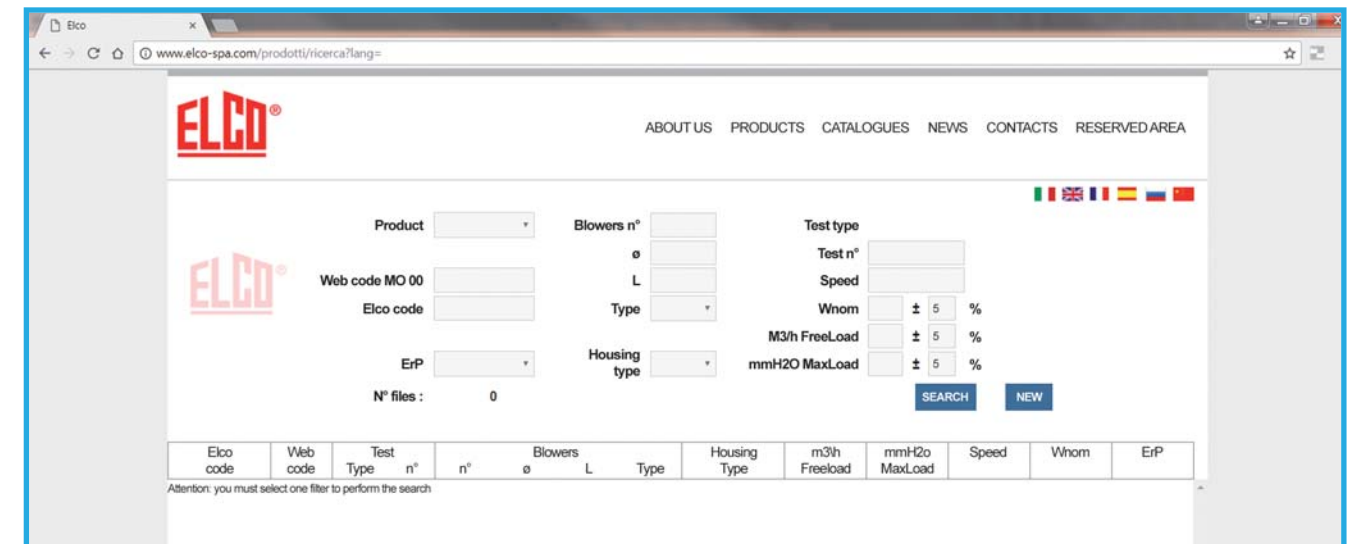 Elco
www.elco-spa.com/prodotti/ricerca?lang=
ELCO®
ABOUT US PRODUCTS CATALOGUES NEWS CONTACTS RESERVED AREA
Product Blowers n° Test type
ø Test n°
ELCO®
Web code MO 00 L Speed
Elco code Type Wnom ± 5 %
M3/h FreeLoad ± 5 %
ErP Housing type mmH2O MaxLoad ± 5 %
N° files : 0 SEARCH NEW
Elco Web Test Blowers Housing m3\h mmH2o Speed Wnom ErP
code code Type n° n° ø L Type Type Freeload MaxLoad
Attention: you must select one filter to perform the search